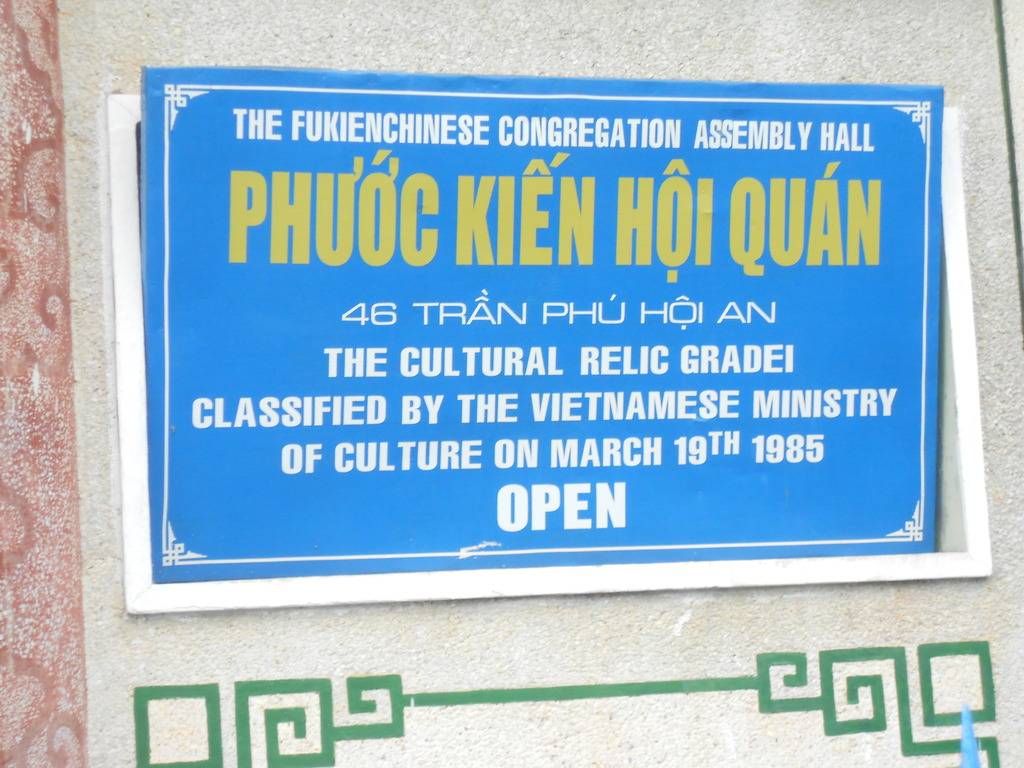 THE FUKIENCHINESE CONGREGATION ASSEMBLY HALL
PHƯỚC KIẾN HỘI QUÁN
46 TRẦN PHÚ HỘI AN
THE CULTURAL RELIC GRADEI
CLASSIFIED BY THE VIETNAMESE MINISTRY
OF CULTURE ON MARCH 19TH 1985
OPEN